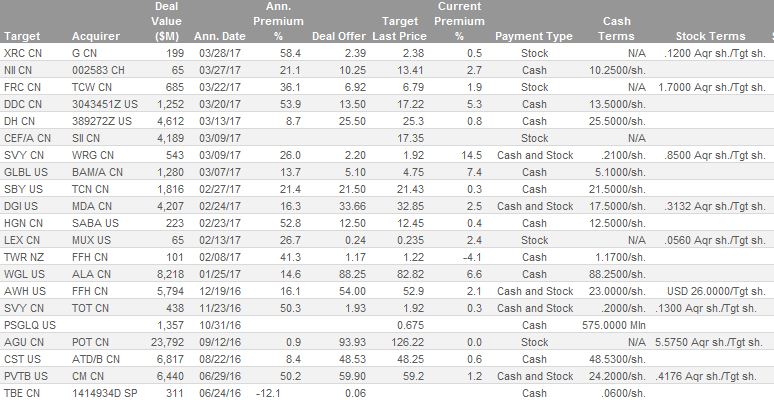 Deal Ann. Target Current
Value Premium Premium Cash
Target Acquirer ($M) Ann. Date % Deal Offer Last Price % Payment Type Terms Stock Terms
XRC CN G CN 199 03/28/17 58.4 2.39 2.38 0.5 Stock N/A .1200 Aqr sh./Tgt sh.
NII CN 002583 CH 65 03/27/17 21.1 10.25 13.41 2.7 Cash 10.2500/sh.
FRC CN TCW CN 685 03/22/17 36.1 6.92 6.79 1.9 Stock N/A 1.7000 Aqr sh./Tgt sh.
DDC CN 3043451Z US 1,252 03/20/17 53.9 13.50 17.22 5.3 Cash 13.5000/sh.
DH CN 389272Z US 4,612 03/13/17 8.7 25.50 25.3 0.8 Cash 25.5000/sh.
CEF/A CN SII CN 4,189 03/09/17 17.35 Stock N/A
SVY CN WRG CN 543 03/09/17 26.0 2.20 1.92 14.5 Cash and Stock .2100/sh. .8500 Aqr sh./Tgt sh.
GLBL US BAM/A CN 1,280 03/07/17 13.7 5.10 4.75 7.4 Cash 5.1000/sh.
SBY US TCN CN 1,816 02/27/17 21.4 21.50 21.43 0.3 Cash 21.5000/sh.
DGI US MDA CN 4,207 02/24/17 16.3 33.66 32.85 2.5 Cash and Stock 17.5000/sh. .3132 Aqr sh./Tgt sh.
HGN CN SABA US 223 02/23/17 52.8 12.50 12.45 0.4 Cash 12.5000/sh.
LEX CN MUX US 65 02/13/17 26.7 0.24 0.235 2.4 Stock N/A .0560 Aqr sh./Tgt sh.
TWR NZ FFH CN 101 02/08/17 41.3 1.17 1.22 -4.1 Cash 1.1700/sh.
WGL US ALA CN 8,218 01/25/17 14.6 88.25 82.82 6.6 Cash 88.2500/sh.
AWH US FFH CN 5,794 12/19/16 16.1 54.00 52.9 2.1 Cash and Stock 23.0000/sh. USD 26.0000/Tgt sh.
SVY CN TOT CN 438 11/23/16 50.3 1.93 1.92 0.3 Cash and Stock .2000/sh. .1300 Aqr sh./Tgt sh.
PSGLQ US 1,357 10/31/16 0.675 Cash 575.0000 Mln
AGU CN POT CN 23,792 09/12/16 0.9 93.93 126.22 0.0 Stock N/A 5.5750 Aqr sh./Tgt sh.
CST US ATD/B CN 6,817 08/22/16 8.4 48.53 48.25 0.6 Cash 48.5300/sh.
PVTB US CM CN 6,440 06/29/16 50.2 59.90 59.2 1.2 Cash and Stock 24.2000/sh. .4176 Aqr sh./Tgt sh.
TBE CN 1414934D SP 311 06/24/16 -12.1 0.06 Cash .0600/sh.